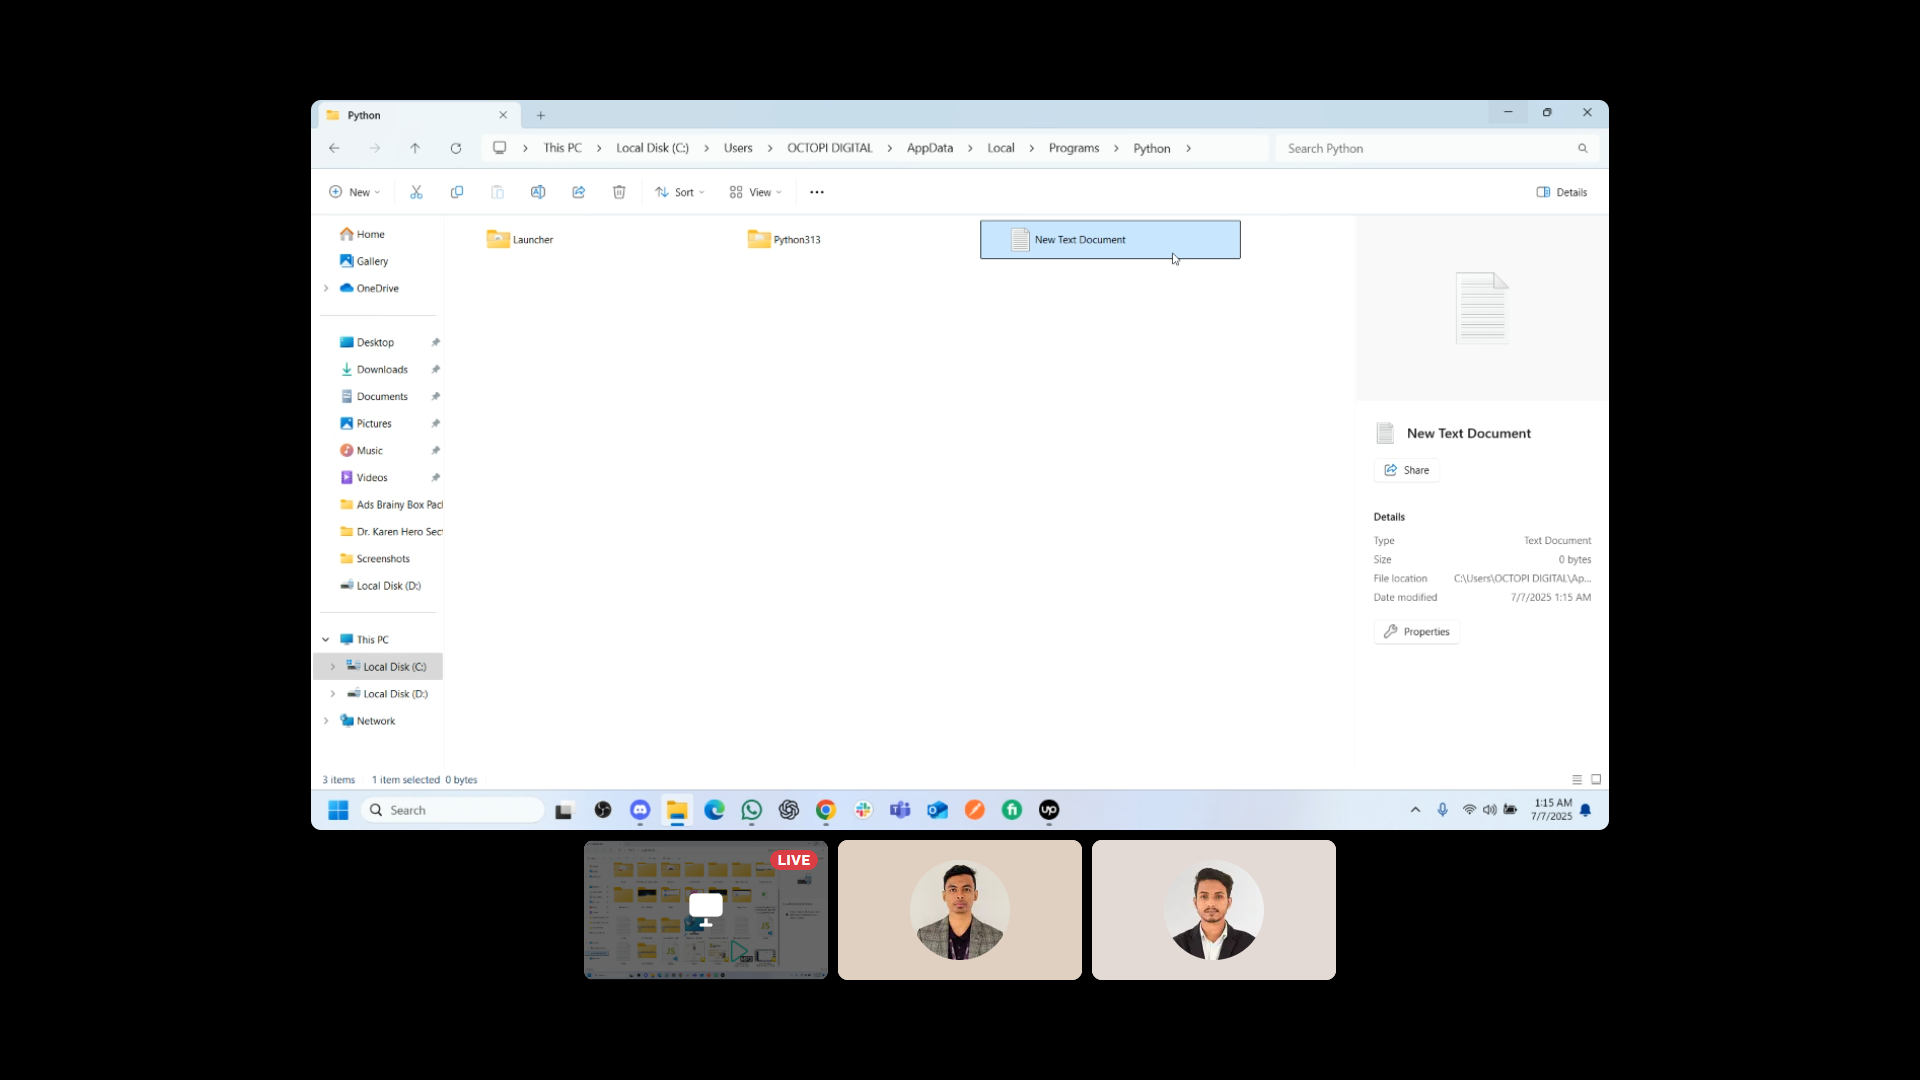 Python
This PC
Local Disk (C:)
Users
OCTOPI DIGITAL
AppData
Local
Programs
Python
Search Python
New
Sort
View
Details
Home
Gallery
OneDrive
Desktop
Downloads
Documents
Pictures
Music
Videos
Ads Brainy Box Pac
Dr. Karen Hero Sec
Screenshots
Local Disk (D:)
This PC
Local Disk (C:)
Local Disk (D:)
Network
Launcher
Python313
New Text Document
New Text Document
Share
Details
Type Text Document
Size 0 bytes
File location C:\Users\OCTOPI DIGITAL\Ap...
Date modified 7/7/2025 1:15 AM
Properties
3 items 1 item selected 0 bytes
Search
up
1:15 AM
7/7/2025
LIVE